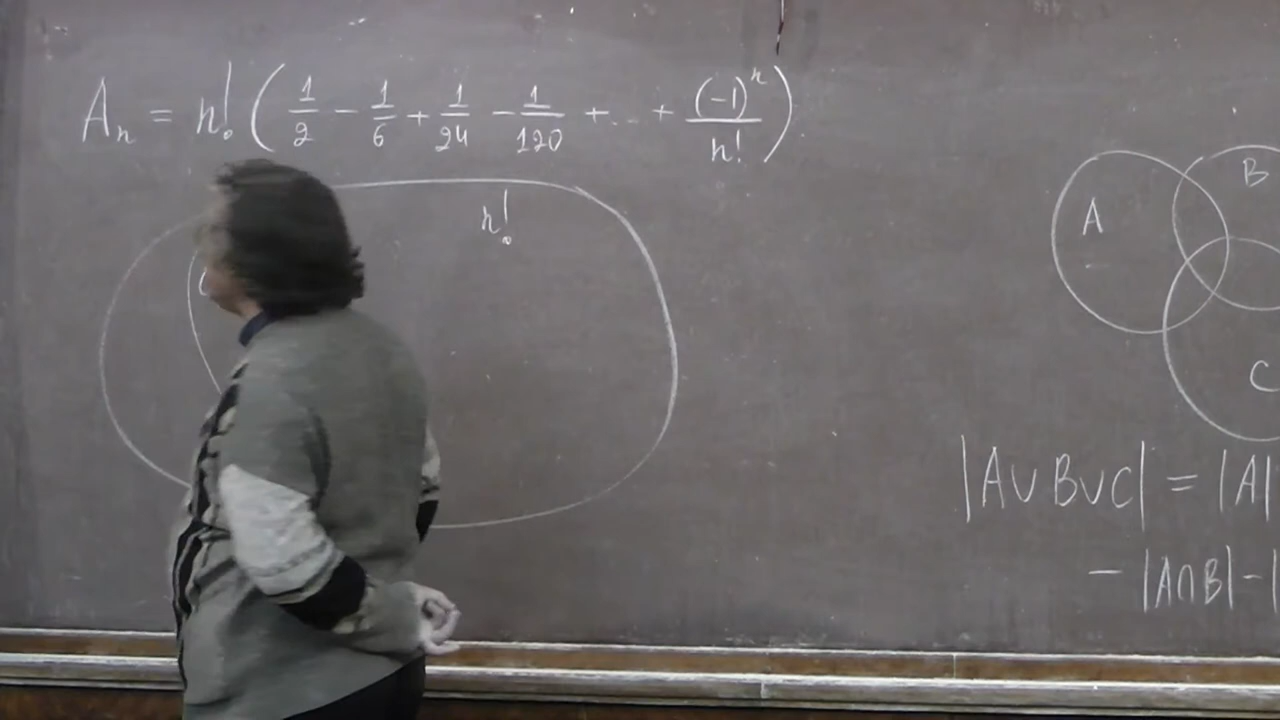 Aₙ = n! ( 1/2 − 1/6 + 1/24 − 1/120 + … + (−1)ⁿ/n! )
n!
A
B
C
|A∪B∪C| = |A|
− |A∩B| − |